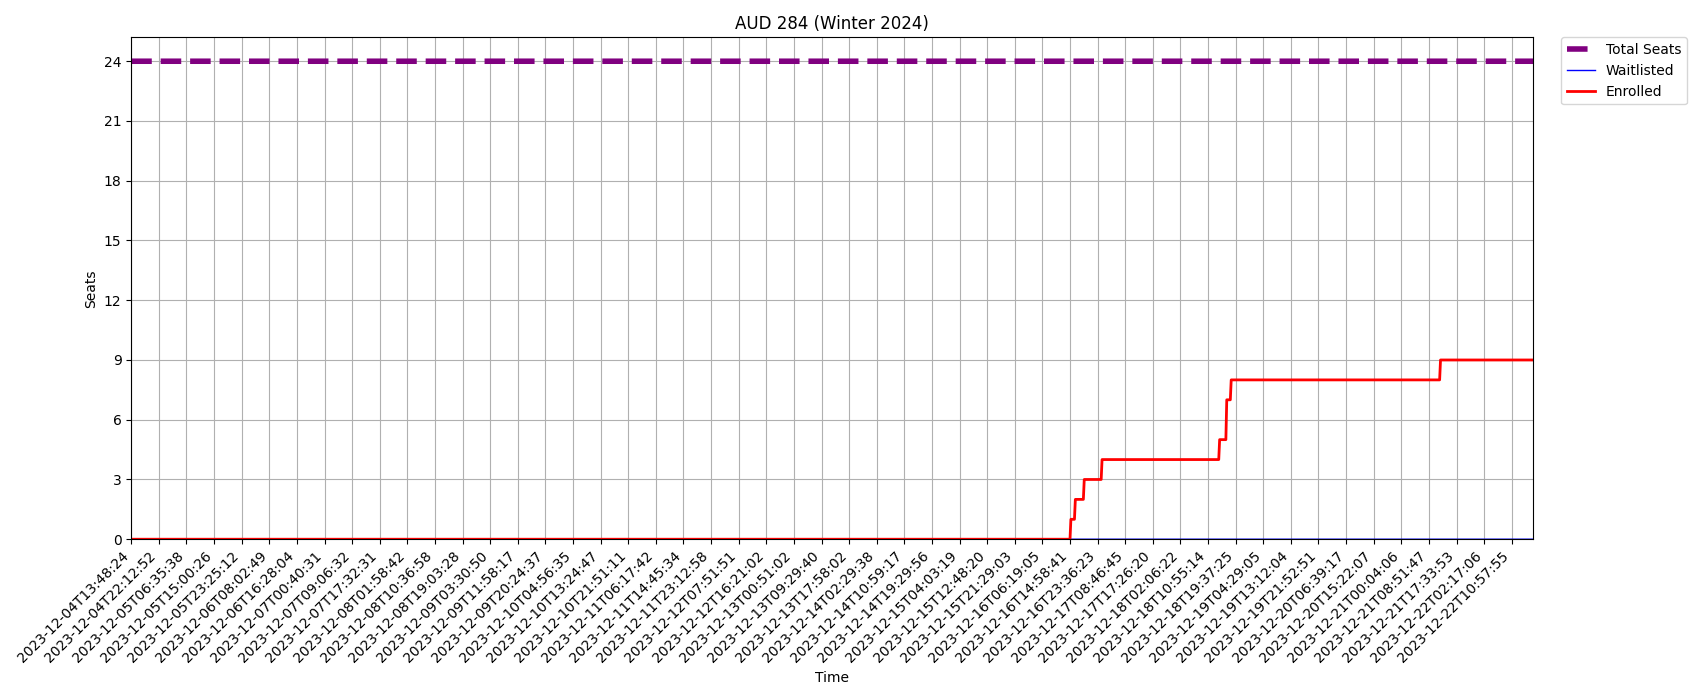 AUD 284 (Winter 2024)
Total Seats
Waitlisted
Enrolled
Seats
24
21
18
15
12
9
6
3
0
2023-12-04T13:48:24
2023-12-04T22:12:52
2023-12-05T06:35:38
2023-12-05T15:00:26
2023-12-05T23:25:12
2023-12-06T08:02:49
2023-12-06T16:28:04
2023-12-07T00:40:31
2023-12-07T09:06:32
2023-12-07T17:32:31
2023-12-08T01:58:42
2023-12-08T10:36:58
2023-12-08T19:03:28
2023-12-09T03:30:50
2023-12-09T11:58:17
2023-12-09T20:24:37
2023-12-10T04:56:35
2023-12-10T13:24:47
2023-12-10T21:51:11
2023-12-11T06:17:42
2023-12-11T14:45:34
2023-12-11T23:12:58
2023-12-12T07:51:51
2023-12-12T16:21:02
2023-12-13T00:51:02
2023-12-13T09:29:40
2023-12-13T17:58:02
2023-12-14T02:29:38
2023-12-14T10:59:17
2023-12-14T19:29:56
2023-12-15T04:03:19
2023-12-15T12:48:20
2023-12-15T21:29:03
2023-12-16T06:19:05
2023-12-16T14:58:41
2023-12-16T23:36:23
2023-12-17T08:46:45
2023-12-17T17:26:20
2023-12-18T02:06:22
2023-12-18T10:55:14
2023-12-18T19:37:25
2023-12-19T04:29:05
2023-12-19T13:12:04
2023-12-19T21:52:51
2023-12-20T06:39:17
2023-12-20T15:22:07
2023-12-21T00:04:06
2023-12-21T08:51:47
2023-12-21T17:33:53
2023-12-22T02:17:06
2023-12-22T10:57:55
Time